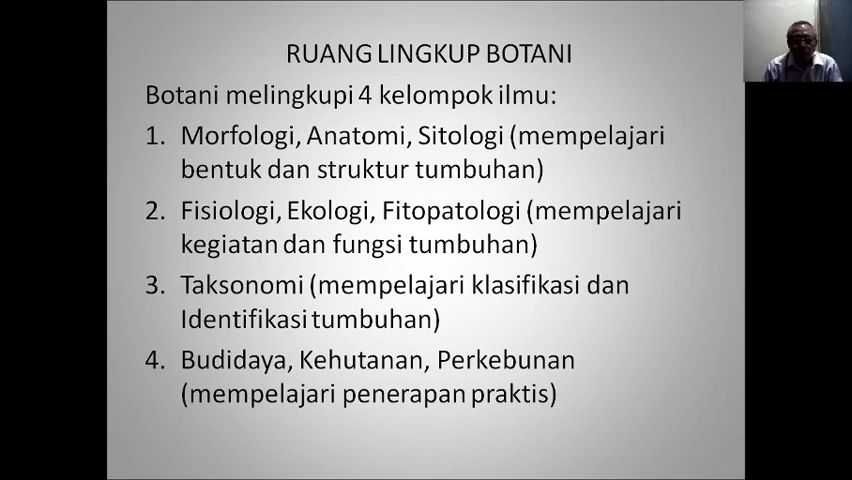 RUANG LINGKUP BOTANI
Botani melingkupi 4 kelompok ilmu:
1. Morfologi, Anatomi, Sitologi (mempelajari
bentuk dan struktur tumbuhan)
2. Fisiologi, Ekologi, Fitopatologi (mempelajari
kegiatan dan fungsi tumbuhan)
3. Taksonomi (mempelajari klasifikasi dan
Identifikasi tumbuhan)
4. Budidaya, Kehutanan, Perkebunan
(mempelajari penerapan praktis)